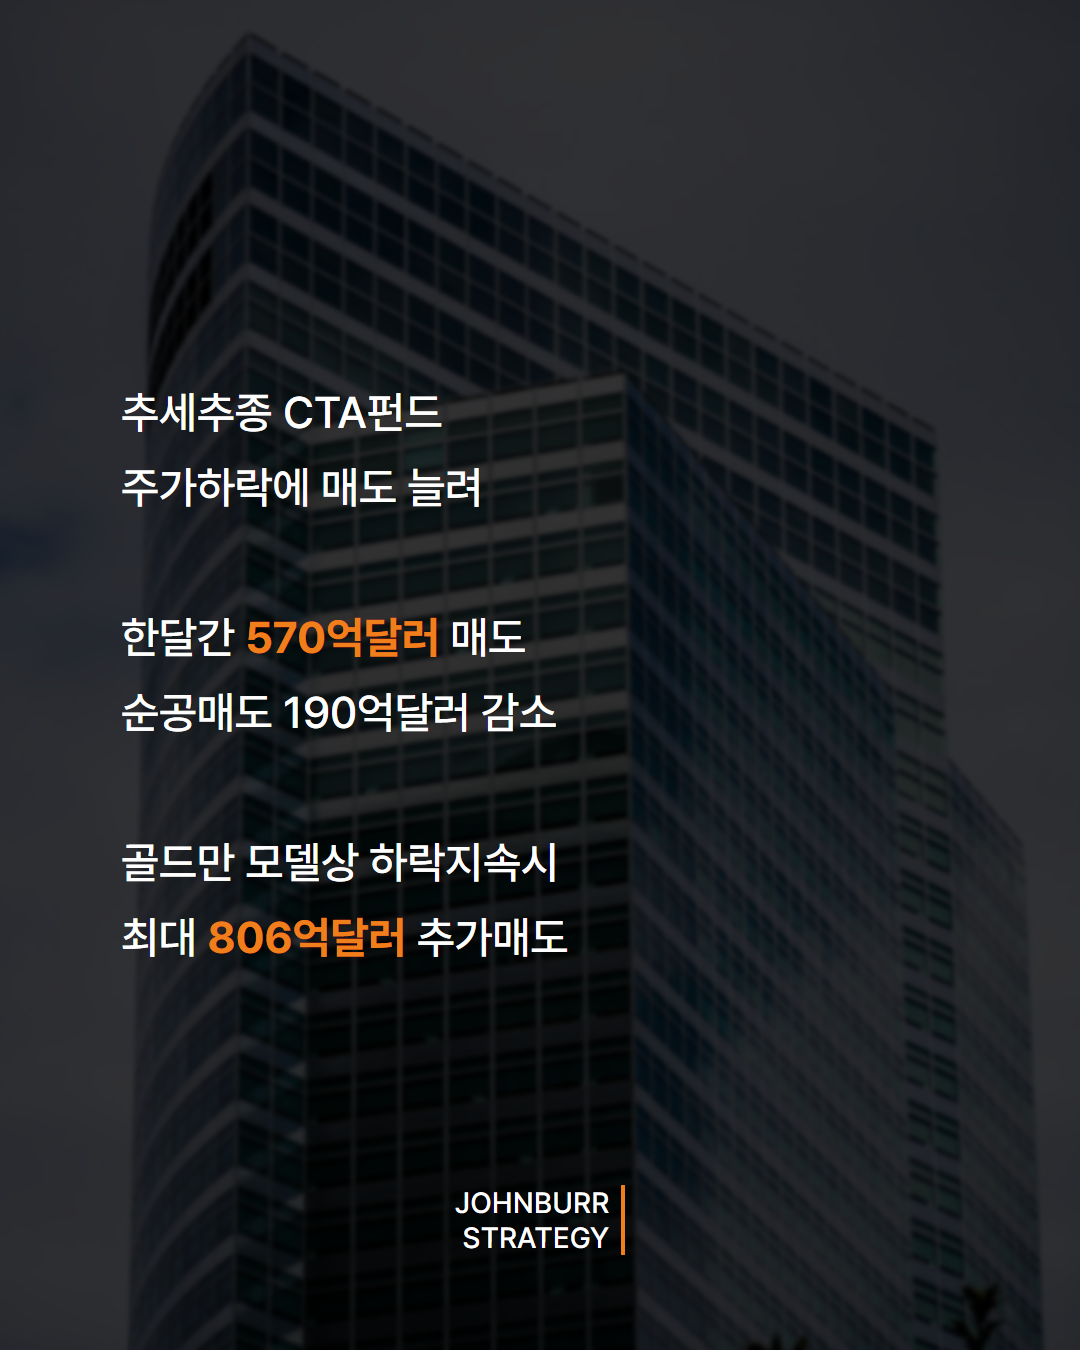 추세추종 CTA펀드
주가하락에 매도 늘려
한달간 570억달러 매도
순공매도 190억달러 감소
골드만 모델상 하락지속시
최대 806억달러 추가매도
JOHNBURR
STRATEGY